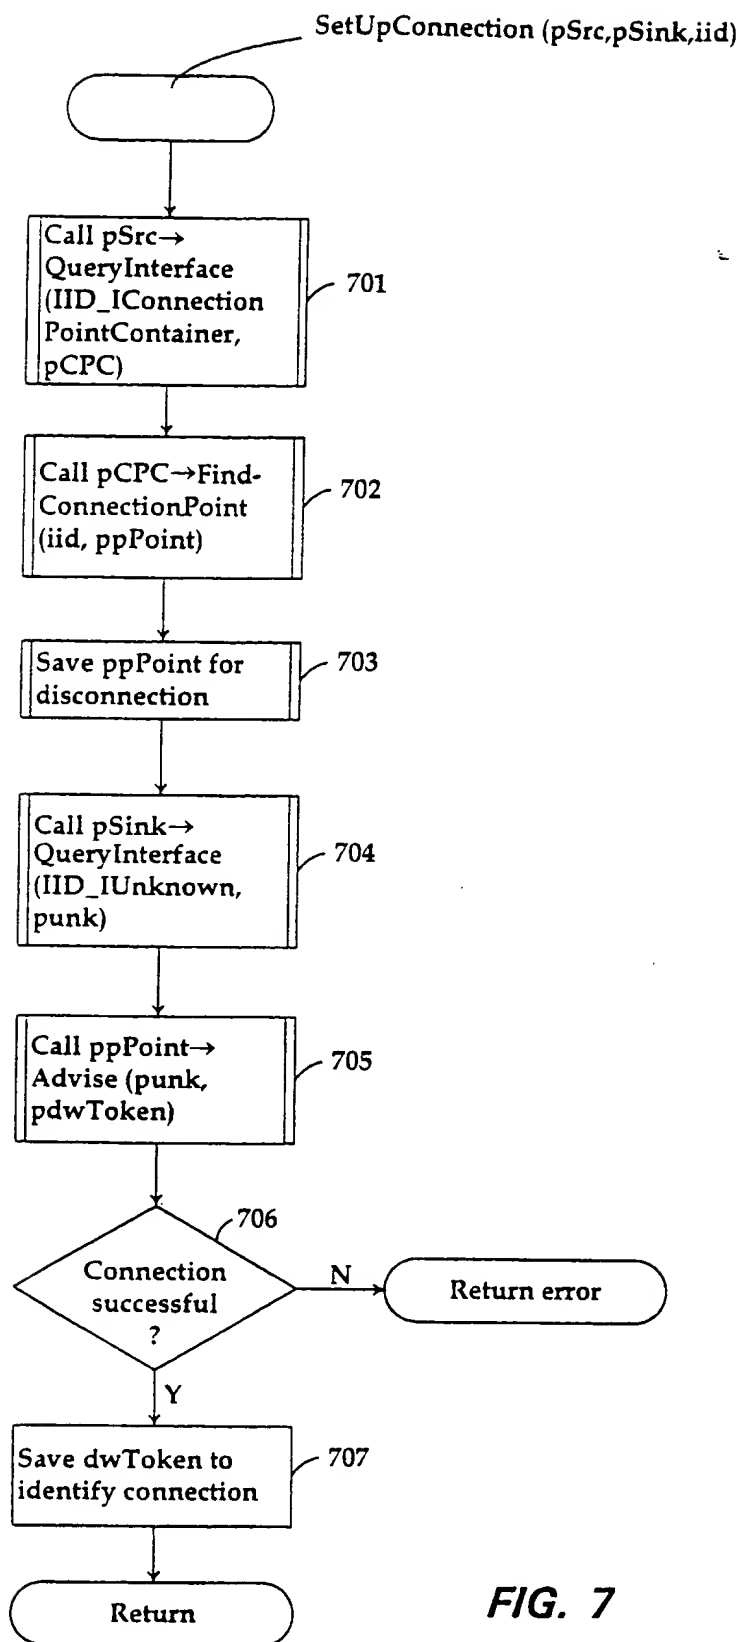 SetUpConnection (pSrc,pSink,iid)
Call pSrc→
QueryInterface
(IID_IConnection
PointContainer,
pCPC)
701
Call pCPC→Find-
ConnectionPoint
(iid, ppPoint)
702
Save ppPoint for
disconnection
703
Call pSink→
QueryInterface
(IID_IUnknown,
punk)
704
Call ppPoint→
Advise (punk,
pdwToken)
705
706
Connection
successful
?
N
Return error
Y
Save dwToken to
identify connection
707
Return
FIG. 7